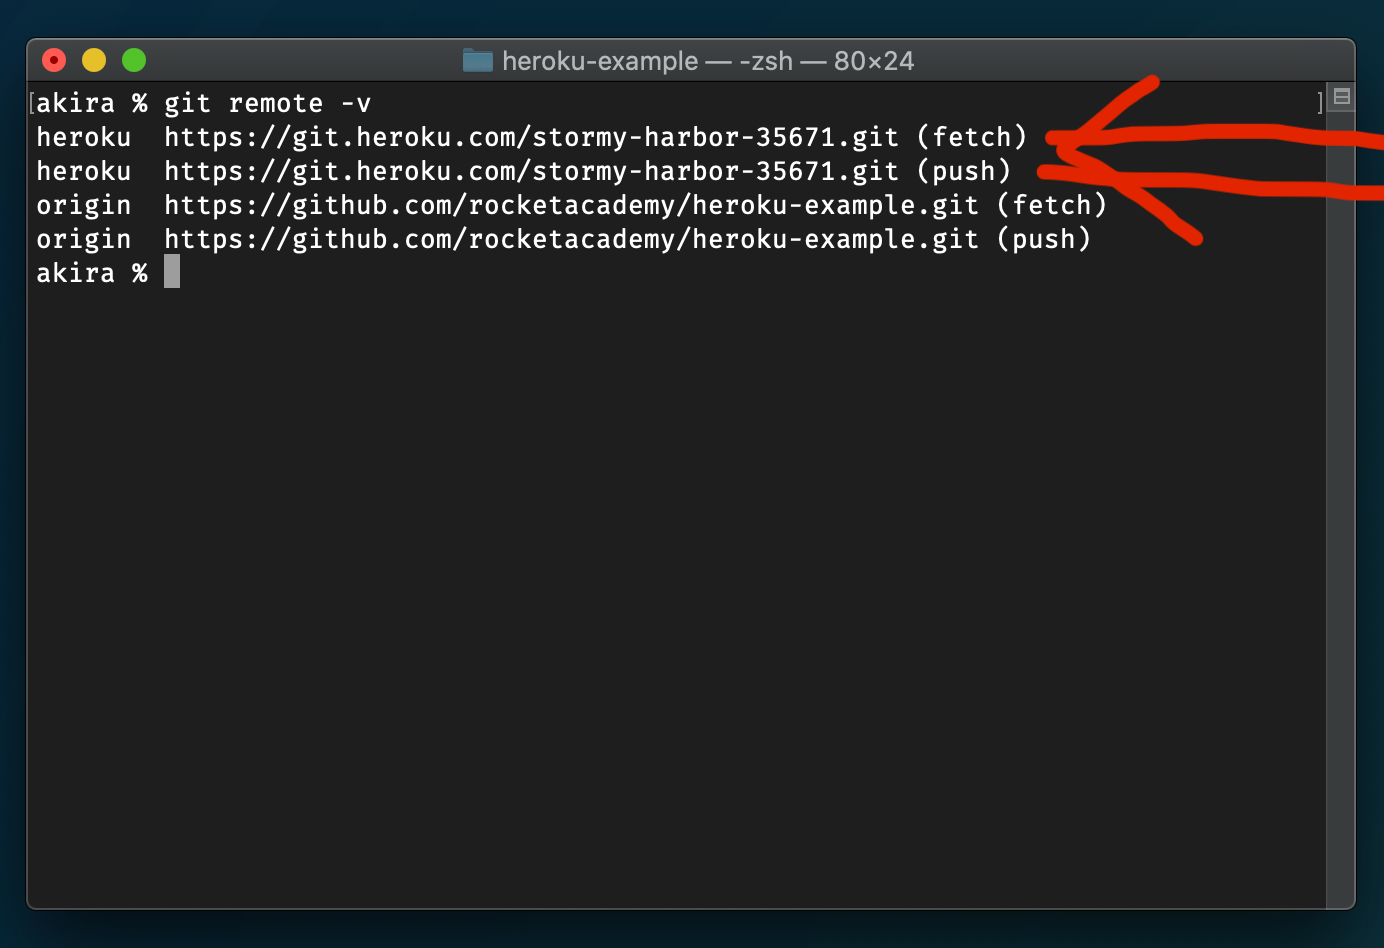 heroku-example — -zsh — 80×24
[akira % git remote -v ]
heroku  https://git.heroku.com/stormy-harbor-35671.git (fetch)
heroku  https://git.heroku.com/stormy-harbor-35671.git (push)
origin  https://github.com/rocketacademy/heroku-example.git (fetch)
origin  https://github.com/rocketacademy/heroku-example.git (push)
akira %